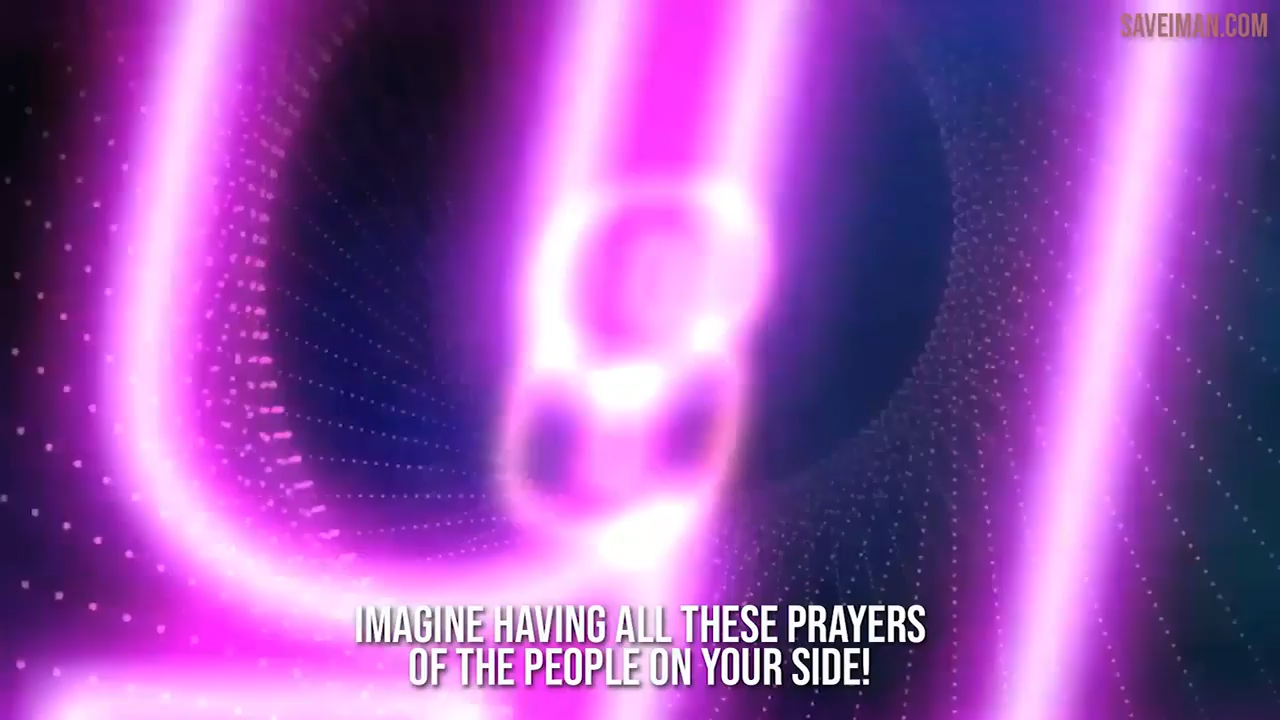 SAVEIMAN.COM
IMAGINE HAVING ALL THESE PRAYERS
OF THE PEOPLE ON YOUR SIDE!